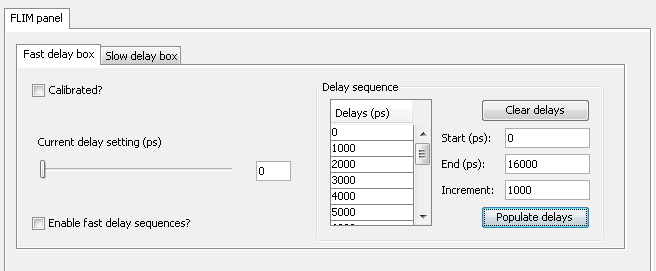 FLIM panel
Fast delay box
Slow delay box
Calibrated?
Current delay setting (ps)
0
Enable fast delay sequences?
Delay sequence
Delays (ps)
0
1000
2000
3000
4000
5000
Clear delays
Start (ps):
0
End (ps):
16000
Increment:
1000
Populate delays